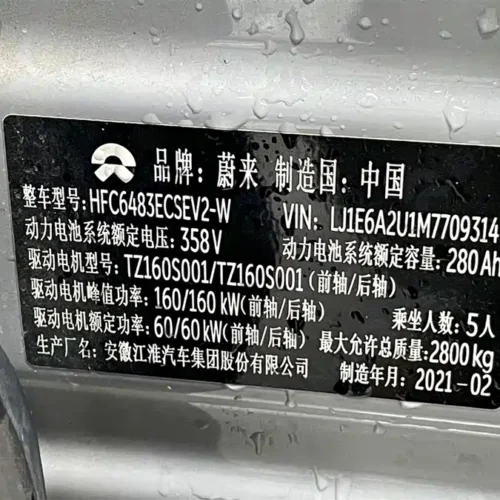 品牌: 蔚来 制造国: 中国
整车型号: HFC6483ECSEV2-W VIN: LJ1E6A2U1M7709314
动力电池系统额定电压: 358V 动力电池系统额定容量: 280Ah
驱动电机型号: TZ160S001/TZ160S001 (前轴/后轴)
驱动电机峰值功率: 160/160 kW(前轴/后轴) 乘坐人数: 5人
驱动电机额定功率: 60/60 kW(前轴/后轴) 最大允许总质量: 2800kg
生产厂名: 安徽江淮汽车集团股份有限公司 制造年月: 2021-02